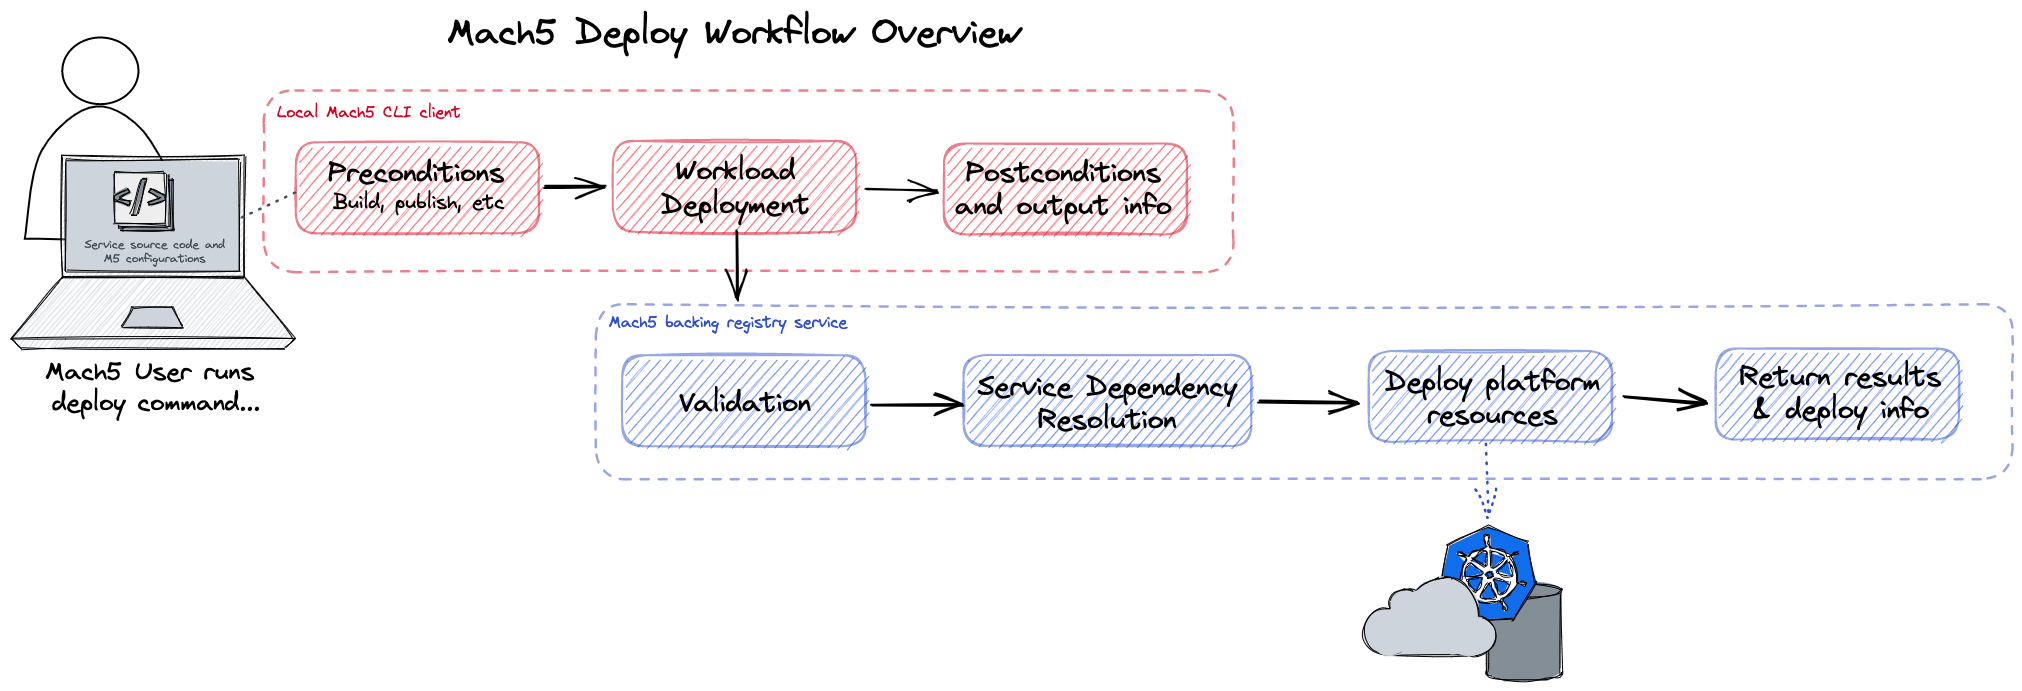 Mach5 Deploy Workflow Overview
Local Mach5 CLI client
Preconditions
Build, publish, etc
Workload
Deployment
Postconditions
and output info
</>
Service source code and
M5 configurations
Mach5 User runs
deploy command...
Mach5 backing registry service
Validation
Service Dependency
Resolution
Deploy platform
resources
Return results
& deploy info